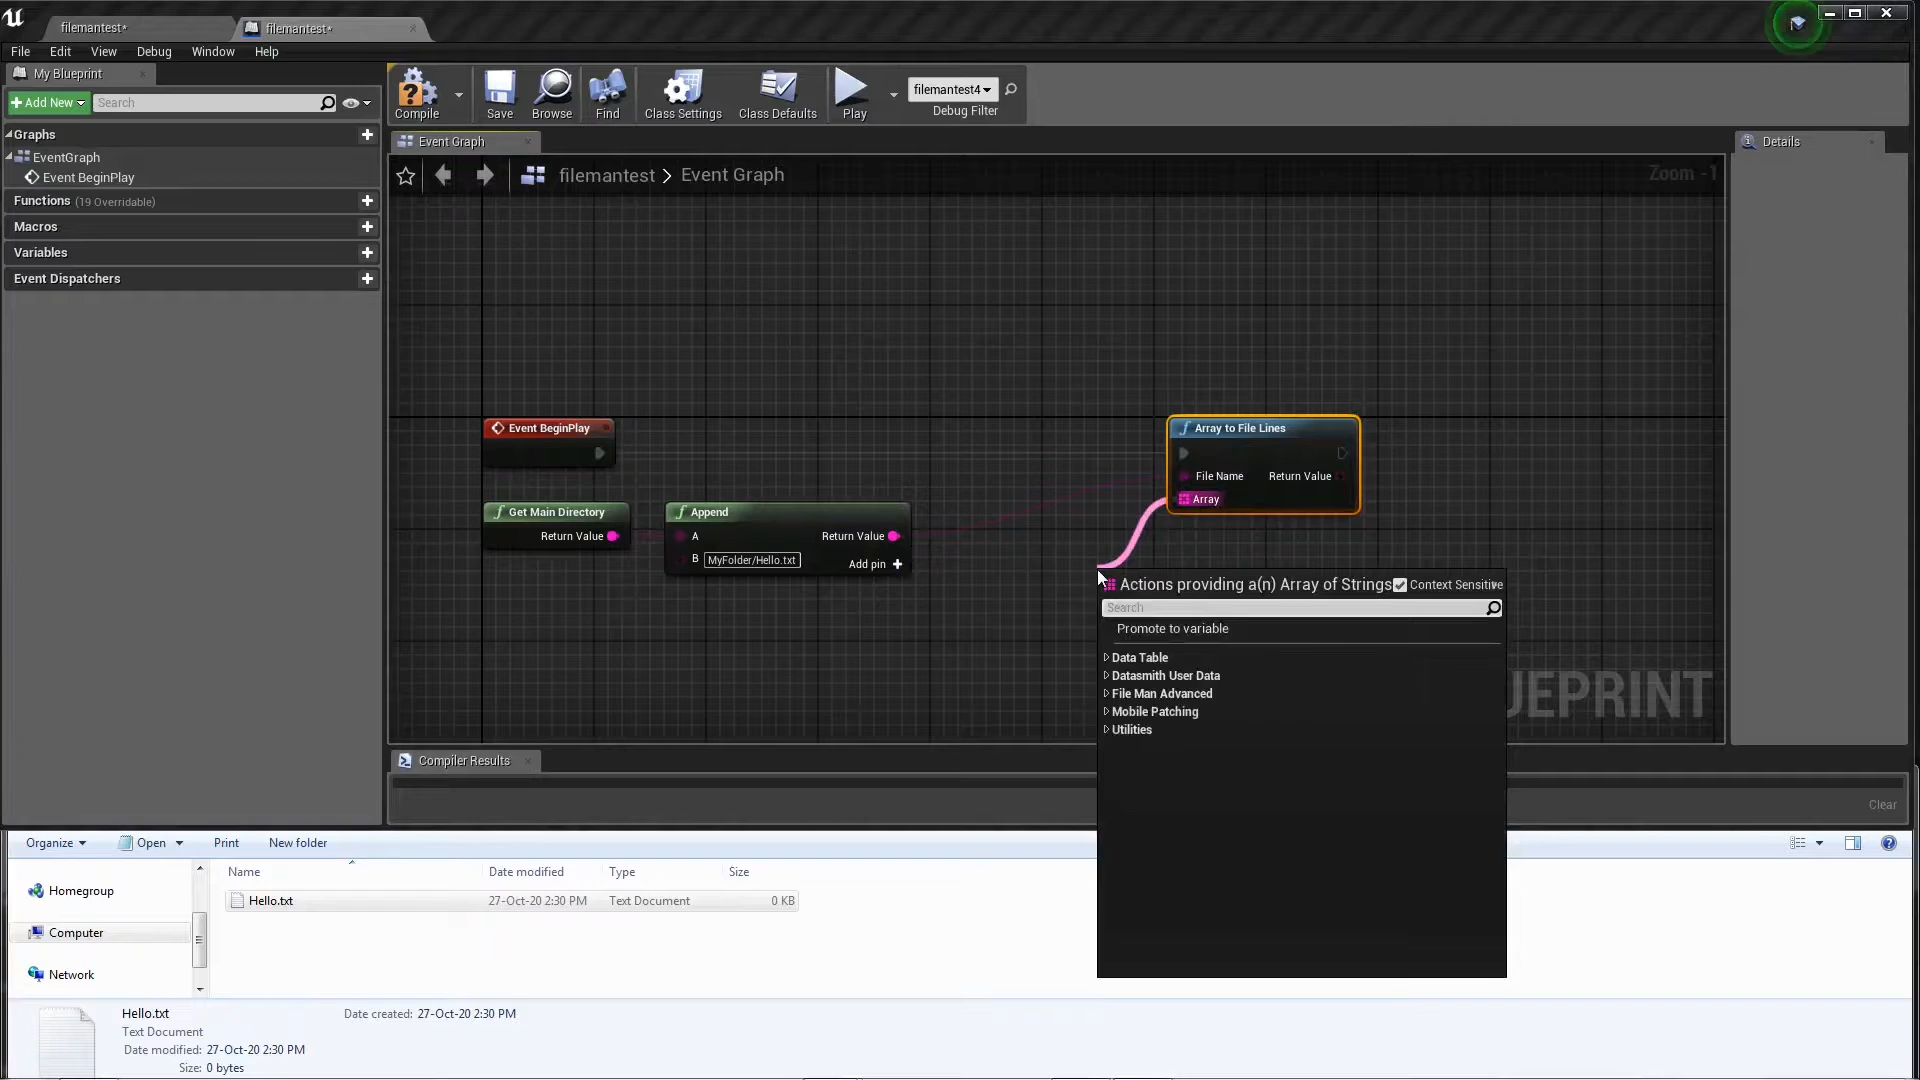 filemantest*
filemantest*
File Edit View Debug Window Help
My Blueprint
Add New Search
Graphs
EventGraph
Event BeginPlay
Functions (19 Overridable)
Macros
Variables
Event Dispatchers
Compile Save Browse Find Class Settings Class Defaults Play
filemantest4
Debug Filter
Event Graph
filemantest > Event Graph
Zoom -1
Details
Event BeginPlay
Get Main Directory
Return Value
Append
A Return Value
B MyFolder/Hello.txt Add pin
Array to File Lines
File Name Return Value
Array
Actions providing a(n) Array of Strings Context Sensitive
Search
Promote to variable
Data Table
Datasmith User Data
File Man Advanced
Mobile Patching
Utilities
UEPRINT
Compiler Results
Clear
Organize Open Print New folder
Name Date modified Type Size
Hello.txt 27-Oct-20 2:30 PM Text Document 0 KB
Homegroup
Computer
Network
Hello.txt Date created: 27-Oct-20 2:30 PM
Text Document
Date modified: 27-Oct-20 2:30 PM
Size: 0 bytes